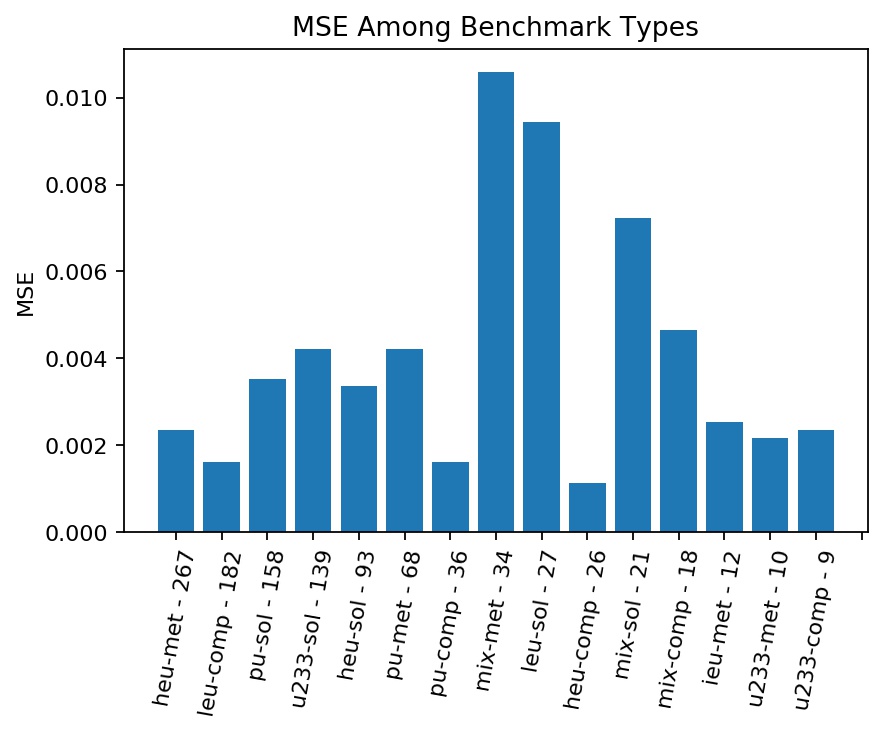 MSE Among Benchmark Types
MSE
0.010
0.008
0.006
0.004
0.002
0.000
heu-met - 267
leu-comp - 182
pu-sol - 158
u233-sol - 139
heu-sol - 93
pu-met - 68
pu-comp - 36
mix-met - 34
leu-sol - 27
heu-comp - 26
mix-sol - 21
mix-comp - 18
ieu-met - 12
u233-met - 10
u233-comp - 9